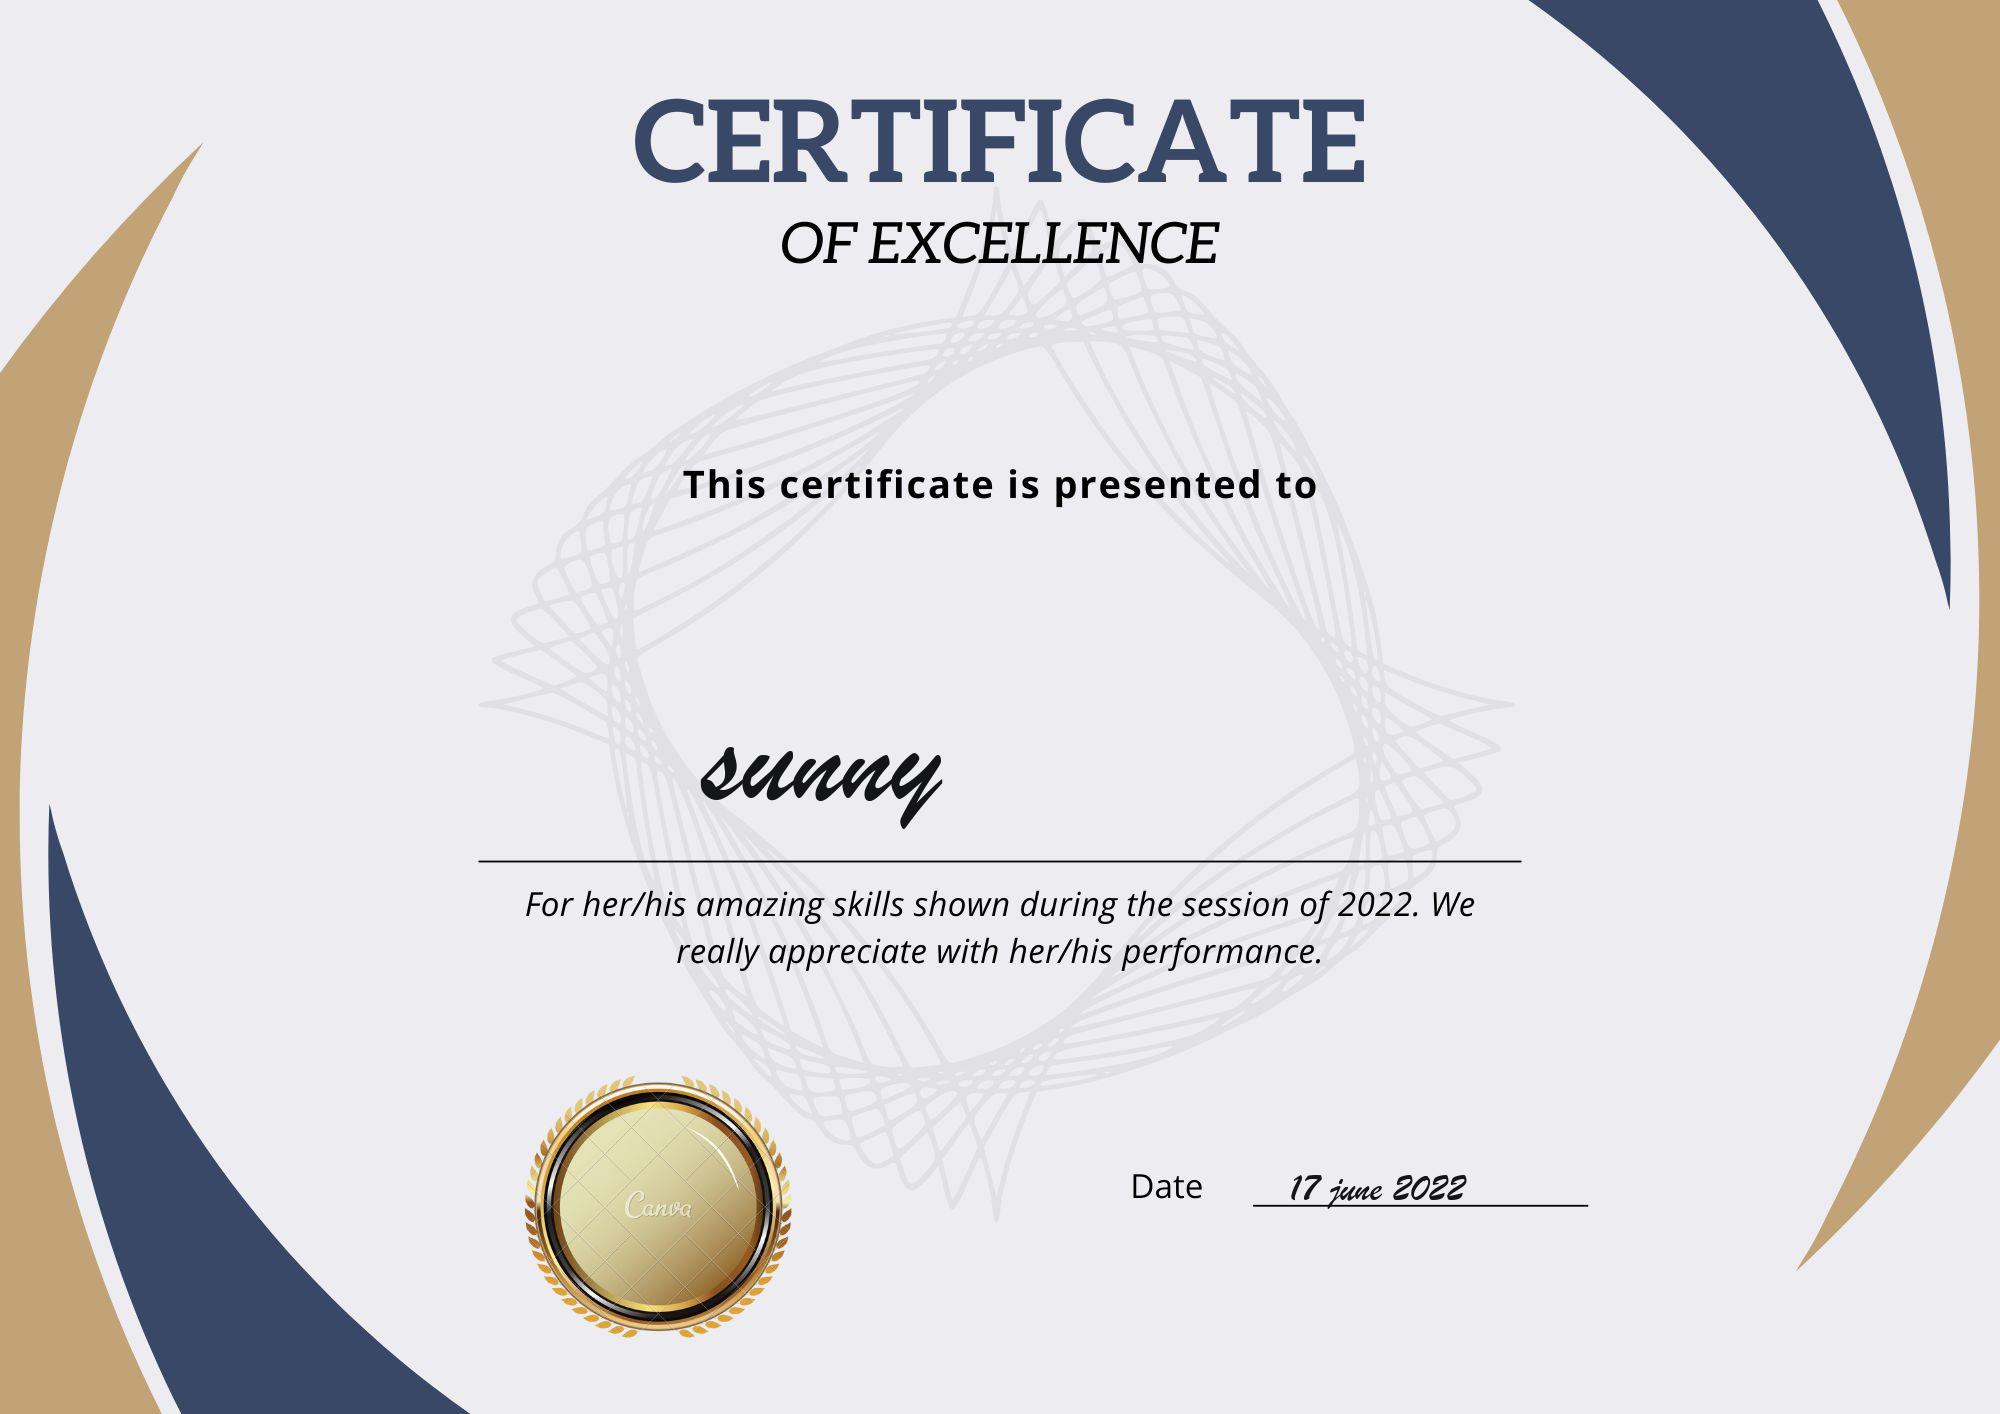 CERTIFICATE
OF EXCELLENCE
This certificate is presented to
sunny
For her/his amazing skills shown during the session of 2022. We
really appreciate with her/his performance.
Canva
Date 17 june 2022